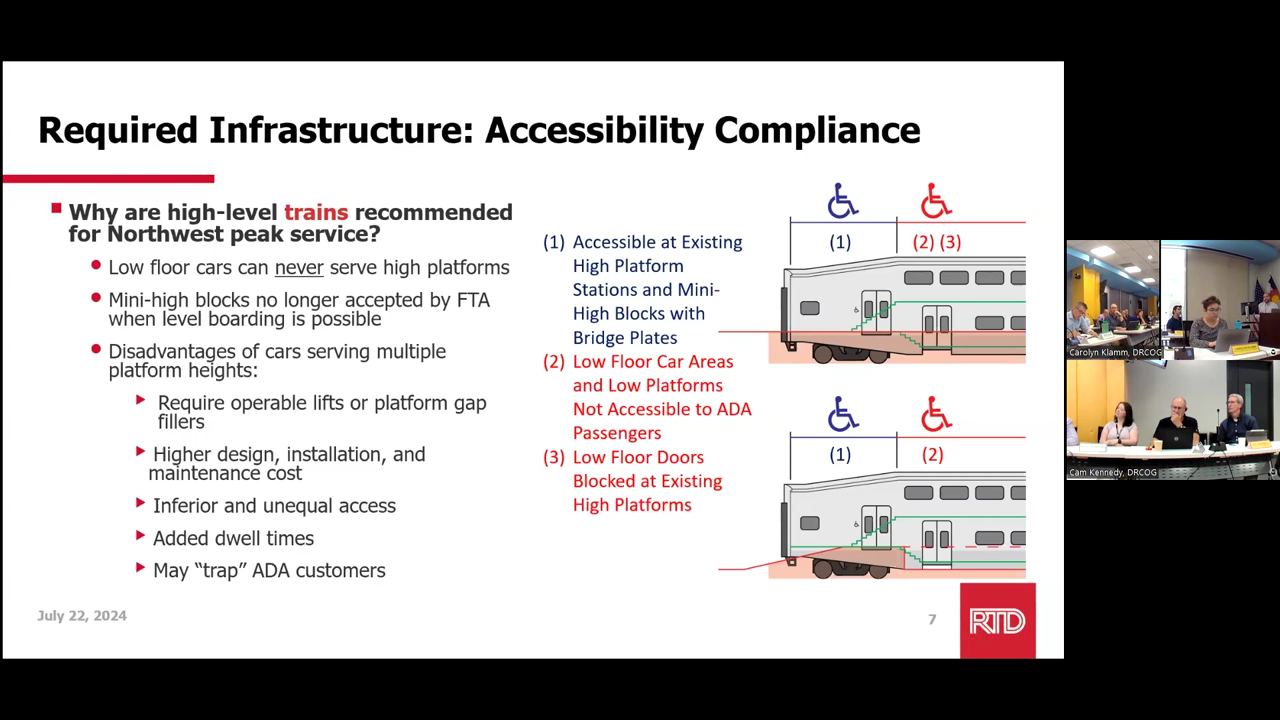 Required Infrastructure: Accessibility Compliance
Why are high-level trains recommended
for Northwest peak service?
Low floor cars can never serve high platforms
Mini-high blocks no longer accepted by FTA
when level boarding is possible
Disadvantages of cars serving multiple
platform heights:
Require operable lifts or platform gap
fillers
Higher design, installation, and
maintenance cost
Inferior and unequal access
Added dwell times
May “trap” ADA customers
(1) Accessible at Existing
High Platform
Stations and Mini-
High Blocks with
Bridge Plates
(2) Low Floor Car Areas
and Low Platforms
Not Accessible to ADA
Passengers
(3) Low Floor Doors
Blocked at Existing
High Platforms
(1)
(2) (3)
(1)
(2)
July 22, 2024
7
RTD
Carolyn Klamm, DRCOG
Cam Kennedy, DRCOG